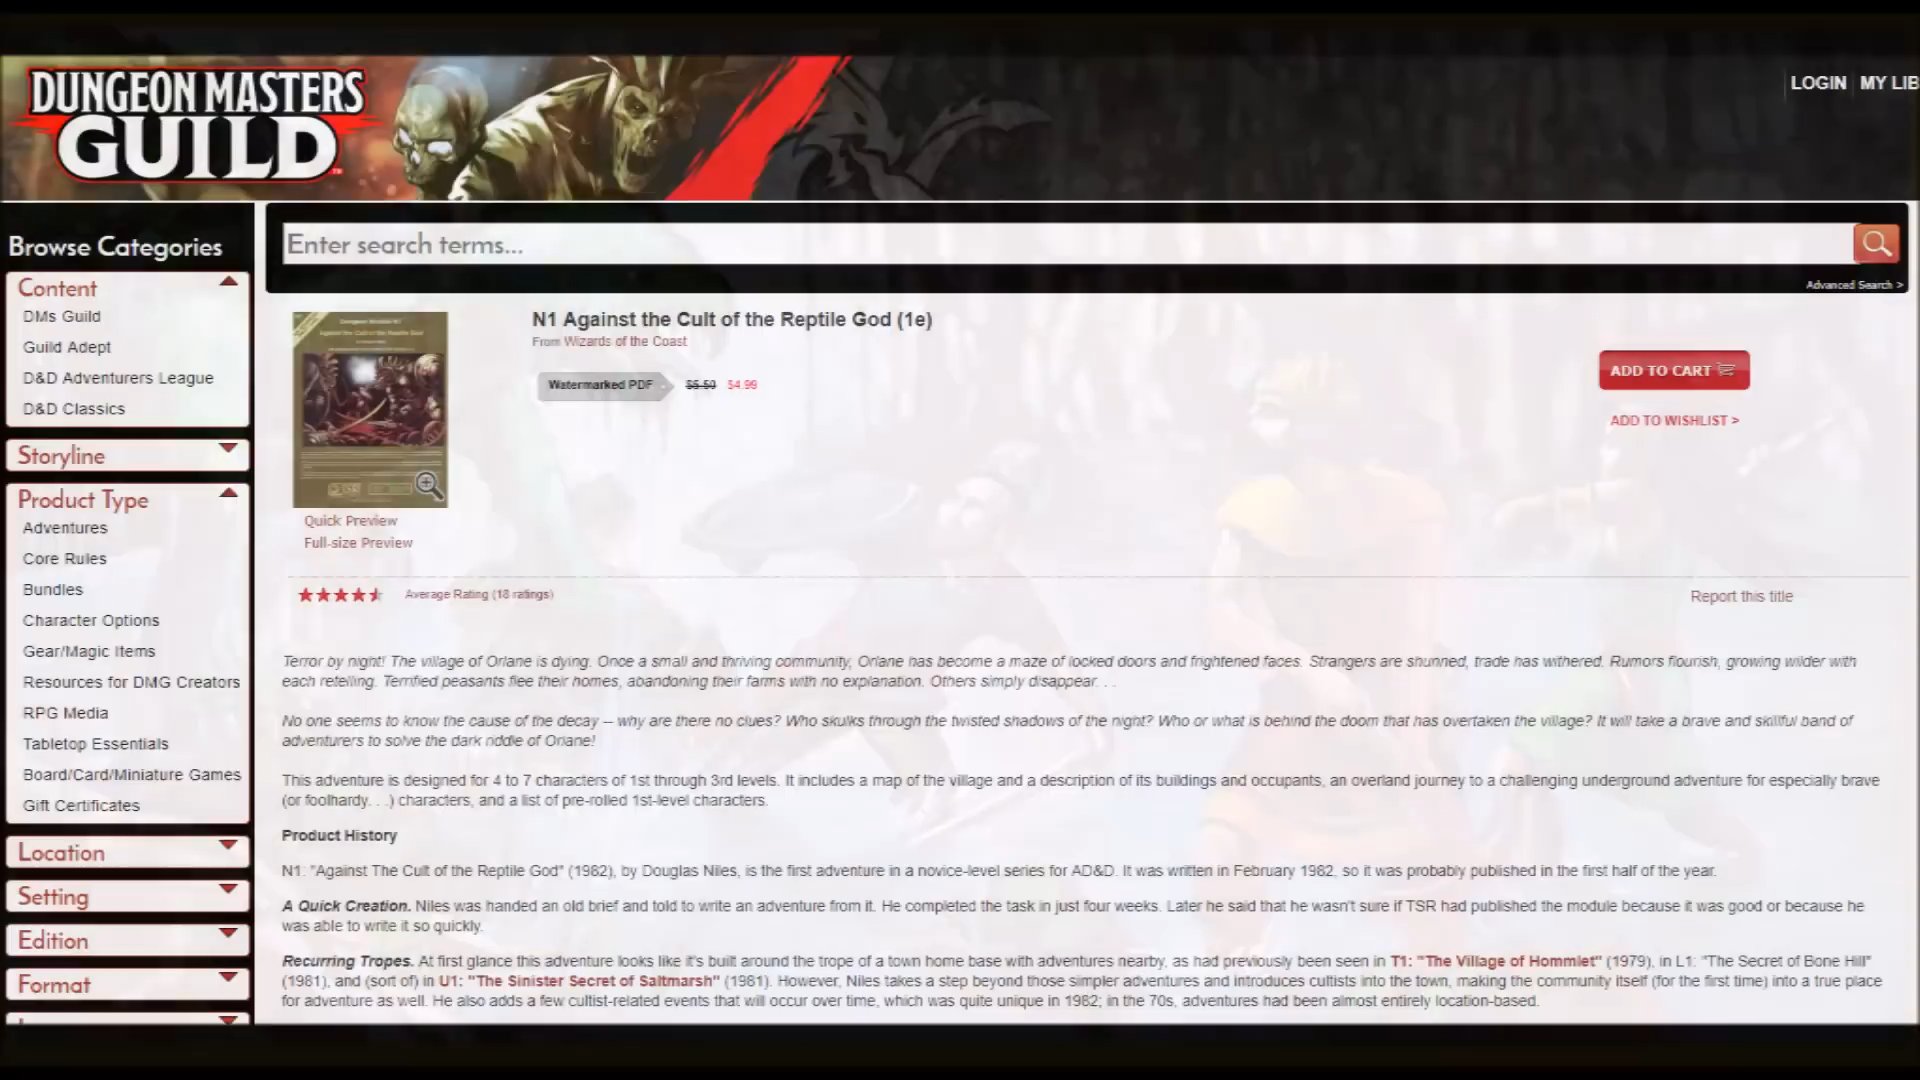 DUNGEON MASTERS
GUILD
LOGIN MY LIB
Browse Categories
Enter search terms...
Advanced Search >
Content
DMs Guild
Guild Adept
D&D Adventurers League
D&D Classics
Storyline
Product Type
Adventures
Core Rules
Bundles
Character Options
Gear/Magic Items
Resources for DMG Creators
RPG Media
Tabletop Essentials
Board/Card/Miniature Games
Gift Certificates
Location
Setting
Edition
Format
N1 Against the Cult of the Reptile God (1e)
From Wizards of the Coast
Watermarked PDF $5.50 $4.99
ADD TO CART
ADD TO WISHLIST >
Quick Preview
Full-size Preview
Average Rating (18 ratings)
Report this title
Terror by night! The village of Orlane is dying. Once a small and thriving community, Orlane has become a maze of locked doors and frightened faces. Strangers are shunned, trade has withered. Rumors flourish, growing wilder with
each retelling. Terrified peasants flee their homes, abandoning their farms with no explanation. Others simply disappear. . .
No one seems to know the cause of the decay -- why are there no clues? Who skulks through the twisted shadows of the night? Who or what is behind the doom that has overtaken the village? It will take a brave and skillful band of
adventurers to solve the dark riddle of Orlane!
This adventure is designed for 4 to 7 characters of 1st through 3rd levels. It includes a map of the village and a description of its buildings and occupants, an overland journey to a challenging underground adventure for especially brave
(or foolhardy. . .) characters, and a list of pre-rolled 1st-level characters.
Product History
N1: "Against The Cult of the Reptile God" (1982), by Douglas Niles, is the first adventure in a novice-level series for AD&D. It was written in February 1982, so it was probably published in the first half of the year.
A Quick Creation. Niles was handed an old brief and told to write an adventure from it. He completed the task in just four weeks. Later he said that he wasn't sure if TSR had published the module because it was good or because he
was able to write it so quickly.
Recurring Tropes. At first glance this adventure looks like it's built around the trope of a town home base with adventures nearby, as had previously been seen in T1: "The Village of Hommlet" (1979), in L1: "The Secret of Bone Hill"
(1981), and (sort of) in U1: "The Sinister Secret of Saltmarsh" (1981). However, Niles takes a step beyond those simpler adventures and introduces cultists into the town, making the community itself (for the first time) into a true place
for adventure as well. He also adds a few cultist-related events that will occur over time, which was quite unique in 1982; in the 70s, adventures had been almost entirely location-based.